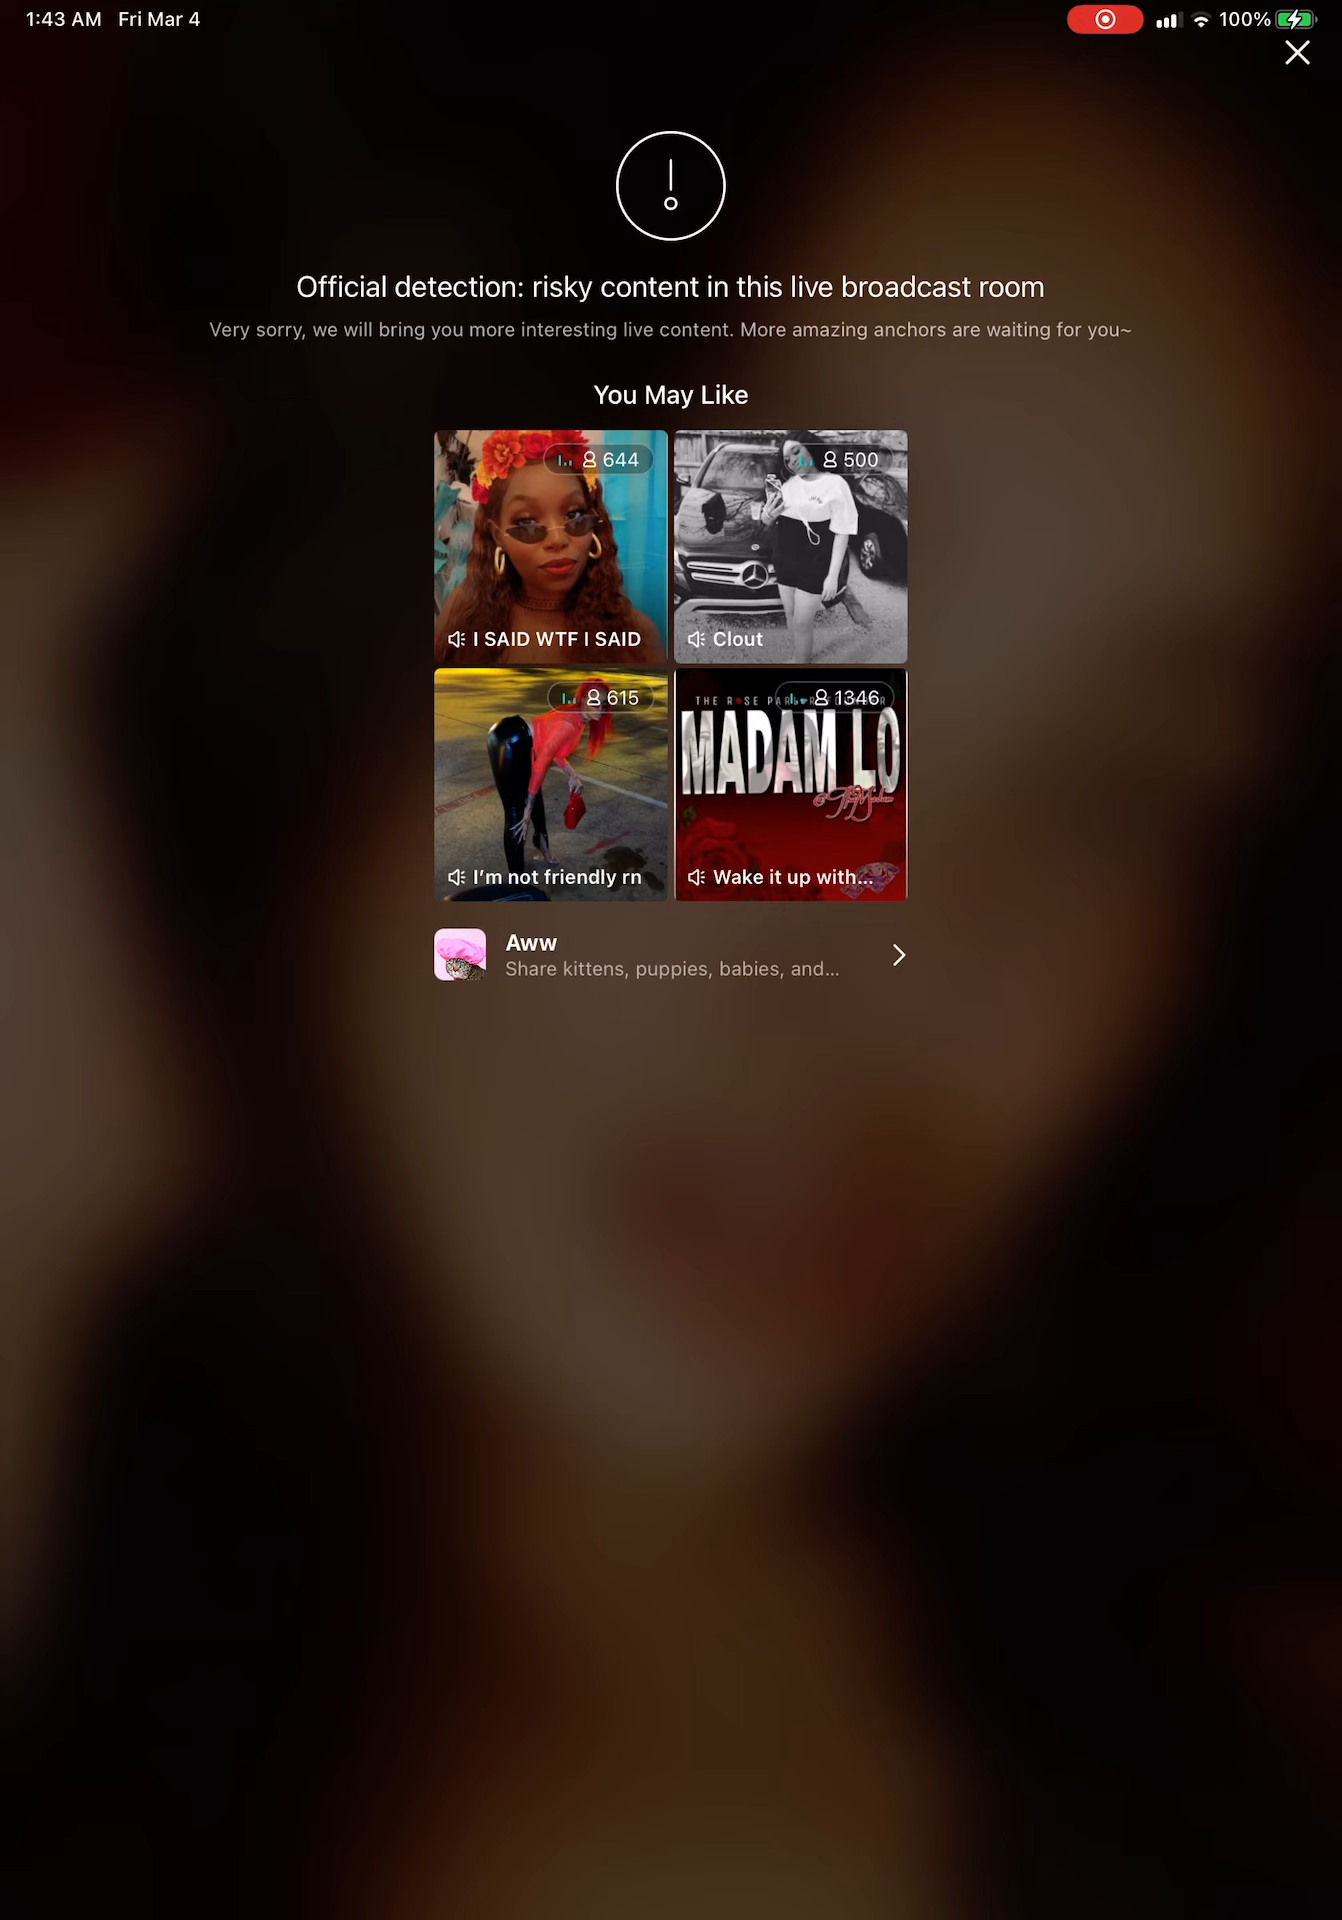 1:43 AM Fri Mar 4
100%
Official detection: risky content in this live broadcast room
Very sorry, we will bring you more interesting live content. More amazing anchors are waiting for you~
You May Like
644
I SAID WTF I SAID
500
Clout
615
I'm not friendly rn
1346
MADAM LO
Wake it up with...
Aww
Share kittens, puppies, babies, and...